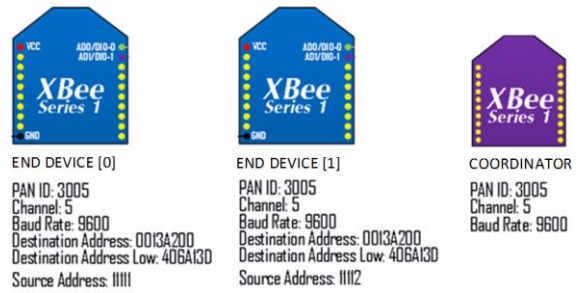 VCC
AD0/DIO-0
AD1/DIO-1
XBee
Series 1
GND
END DEVICE [0]
PAN ID: 3005
Channel: 5
Baud Rate: 9600
Destination Address: 0013A200
Destination Address Low: 406A13D
Source Address: 11111
VCC
AD0/DIO-0
AD1/DIO-1
XBee
Series 1
GND
END DEVICE [1]
PAN ID: 3005
Channel: 5
Baud Rate: 9600
Destination Address: 0013A200
Destination Address Low: 406A13D
Source Address: 11112
XBee
Series 1
COORDINATOR
PAN ID: 3005
Channel: 5
Baud Rate: 9600